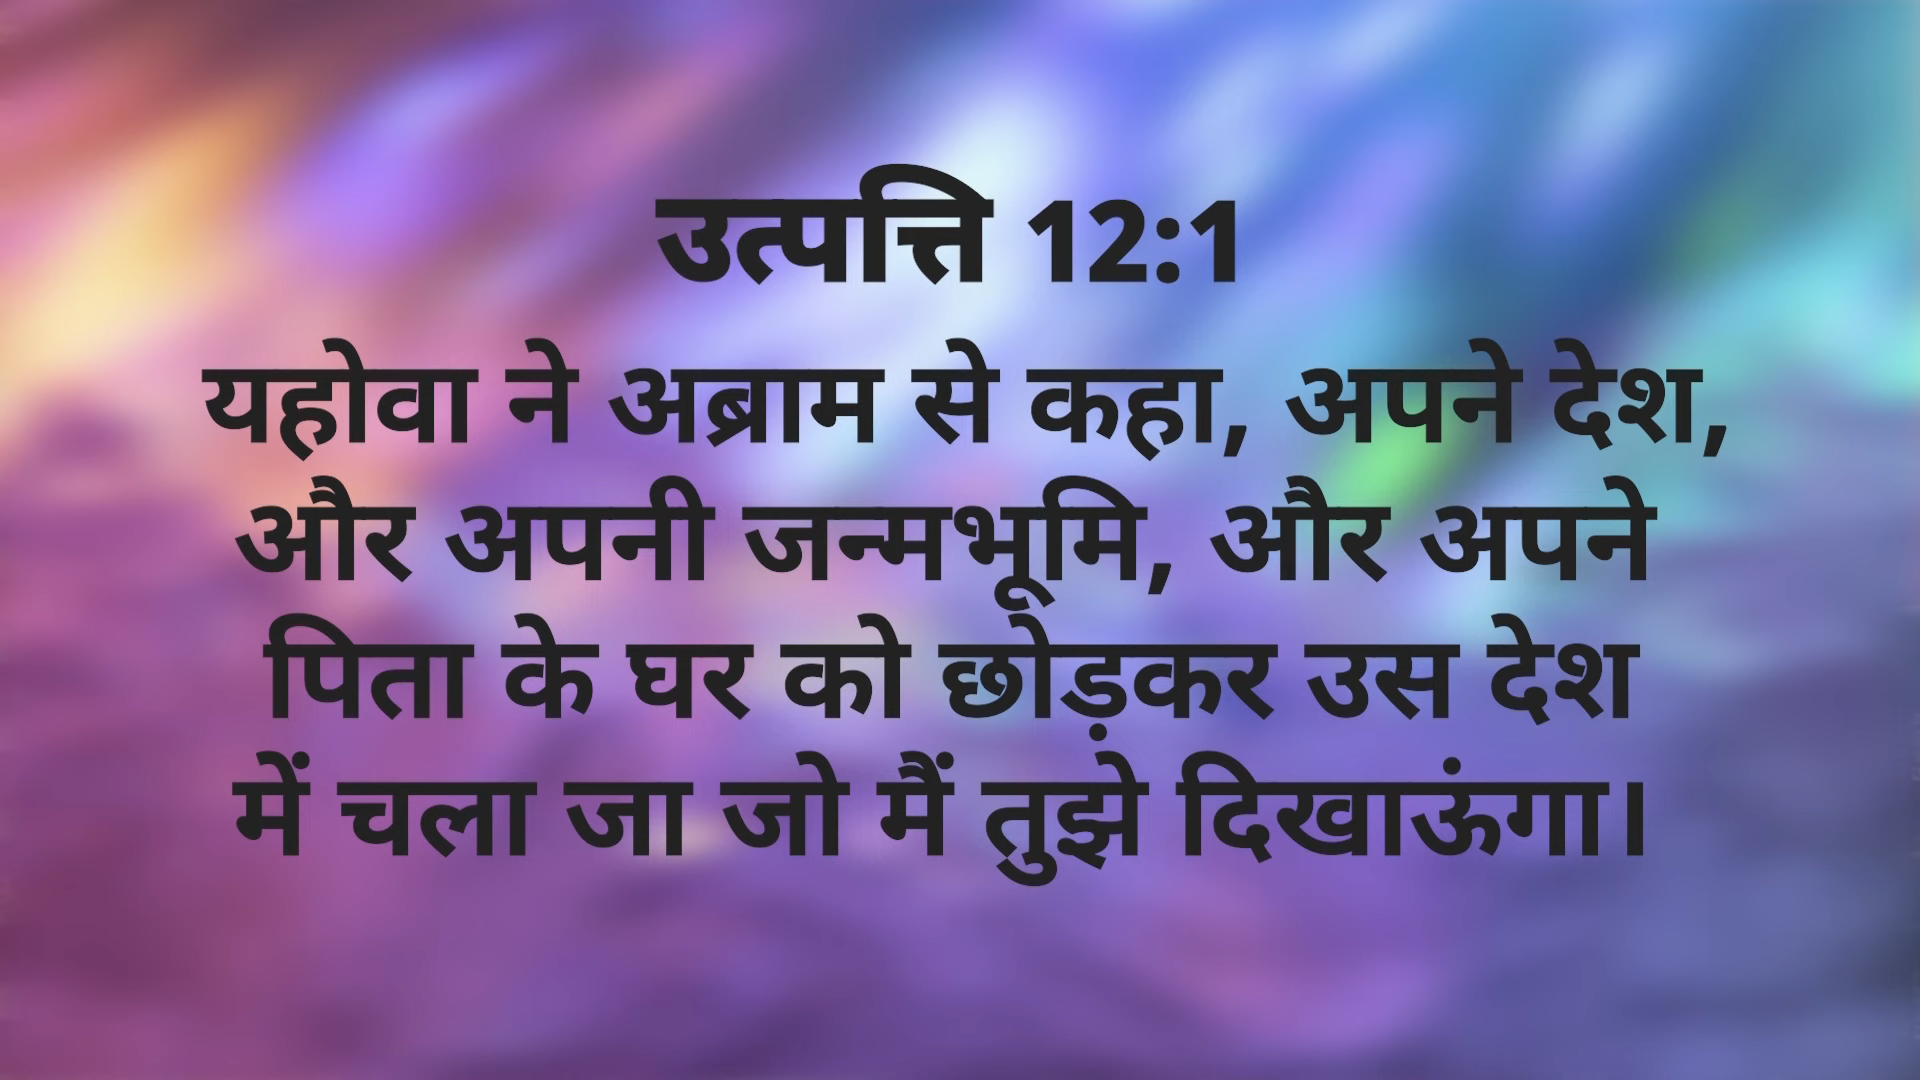 उत्पत्ति 12:1
यहोवा ने अब्राम से कहा, अपने देश,
और अपनी जन्मभूमि, और अपने
पिता के घर को छोड़कर उस देश
में चला जा जो मैं तुझे दिखाऊंगा।